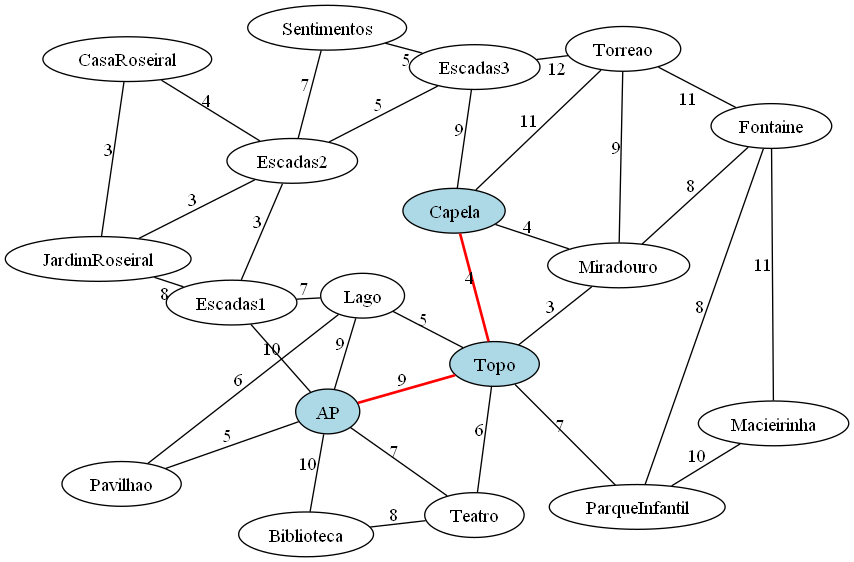 Sentimentos
CasaRoseiral
5
Escadas3
12
Torreao
4
7
5
11
11
Fontaine
3
Escadas2
9
9
3
8
3
Capela
4
JardimRoseiral
8
Escadas1
7
Lago
4
Miradouro
11
10
9
5
3
8
6
9
Topo
AP
5
10
7
6
7
Macieirinha
10
Pavilhao
Biblioteca
8
Teatro
ParqueInfantil